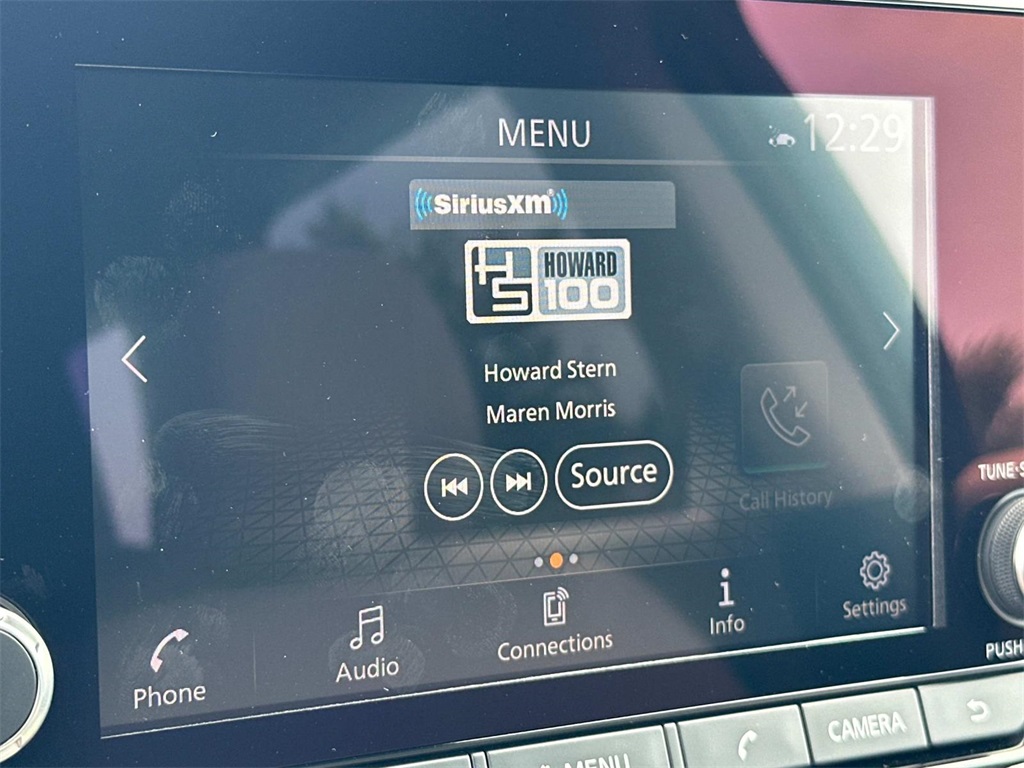 MENU
12:29
SiriusXm®
HS HOWARD
100
Howard Stern
Maren Morris
Source
Call History
Phone
Audio
Connections
Info
Settings
TUNE·S
PUSH
MENU
CAMERA